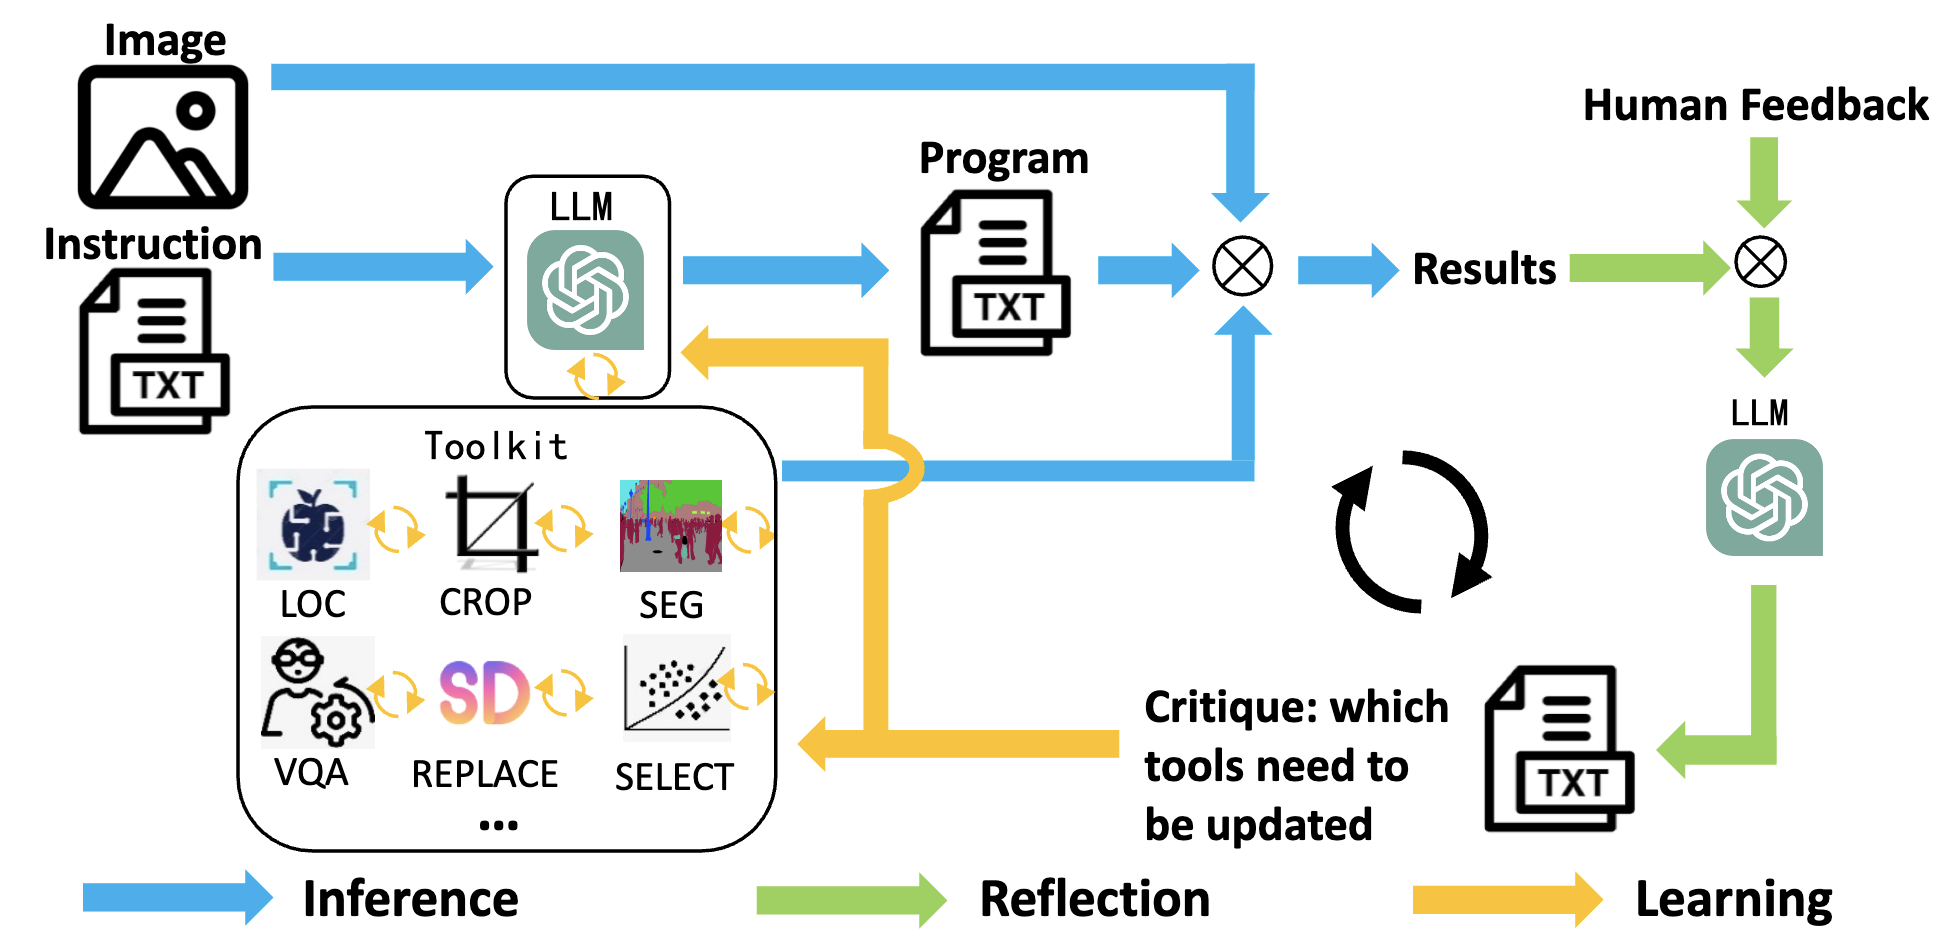 Image
Human Feedback
Program
LLM
Instruction
TXT
Results
TXT
LLM
Toolkit
LOC
CROP
SEG
VQA
SD
REPLACE
SELECT
...
Critique: which
tools need to
be updated
TXT
Inference
Reflection
Learning